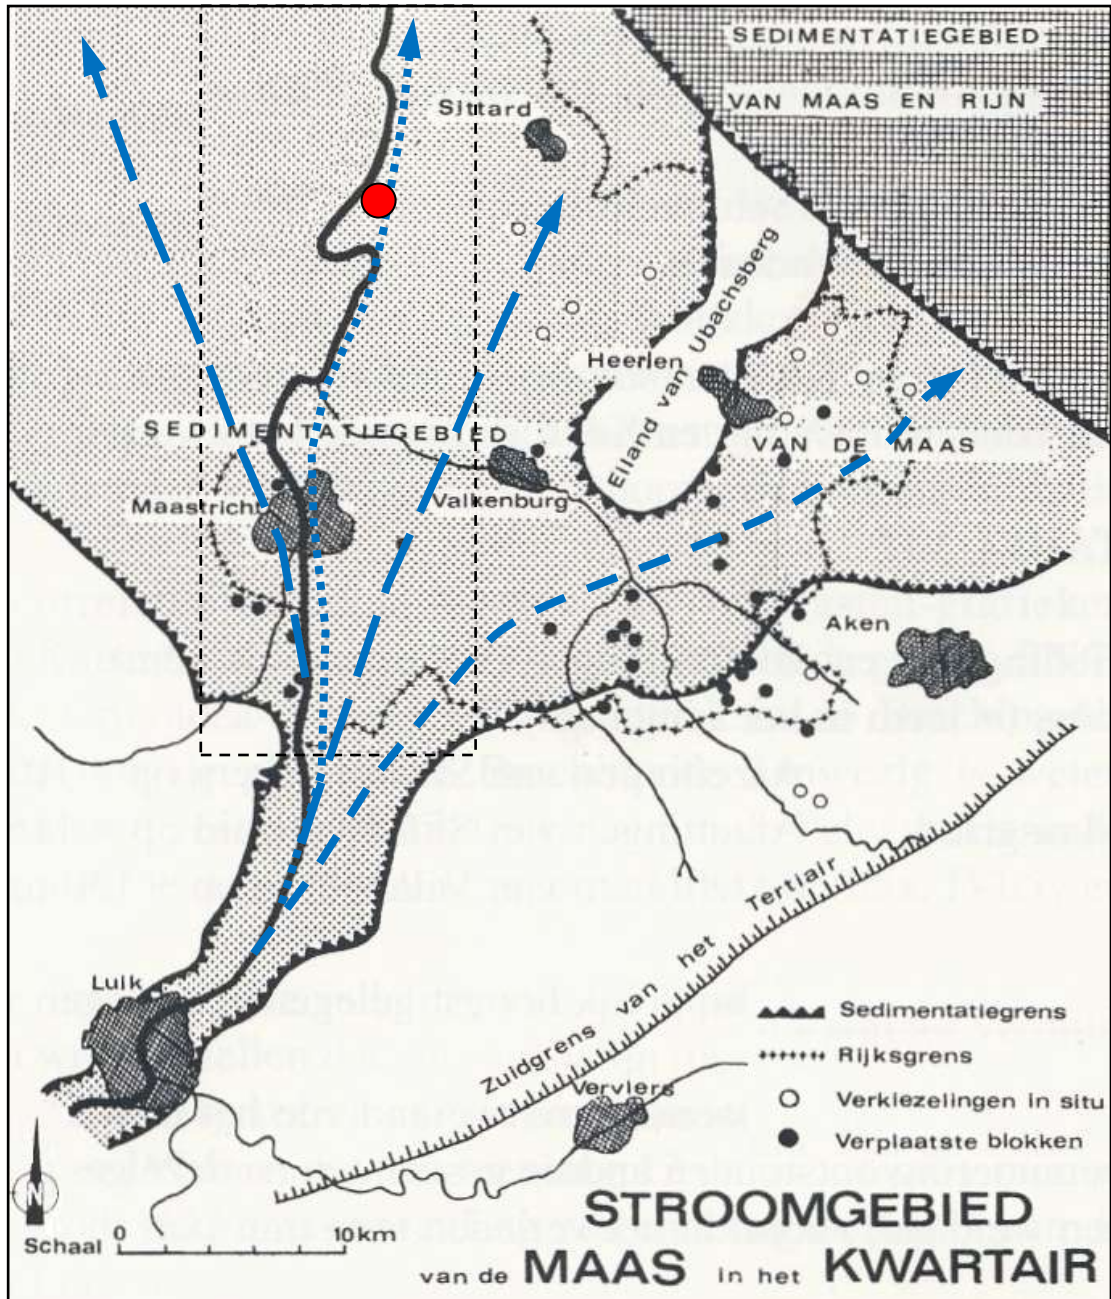 SEDIMENTATIEGEBIED
VAN MAAS EN RIJN
Sittard
Eiland van Ubachsberg
Heerlen
SEDIMENTATIEGEBIED
VAN DE MAAS
Maastricht
Valkenburg
Aken
Luik
Zuidgrens van het Tertiair
Verviers
Sedimentatiegrens
Rijksgrens
Verkiezelingen in situ
Verplaatste blokken
N
Schaal 0 10km
STROOMGEBIED
van de MAAS in het KWARTAIR